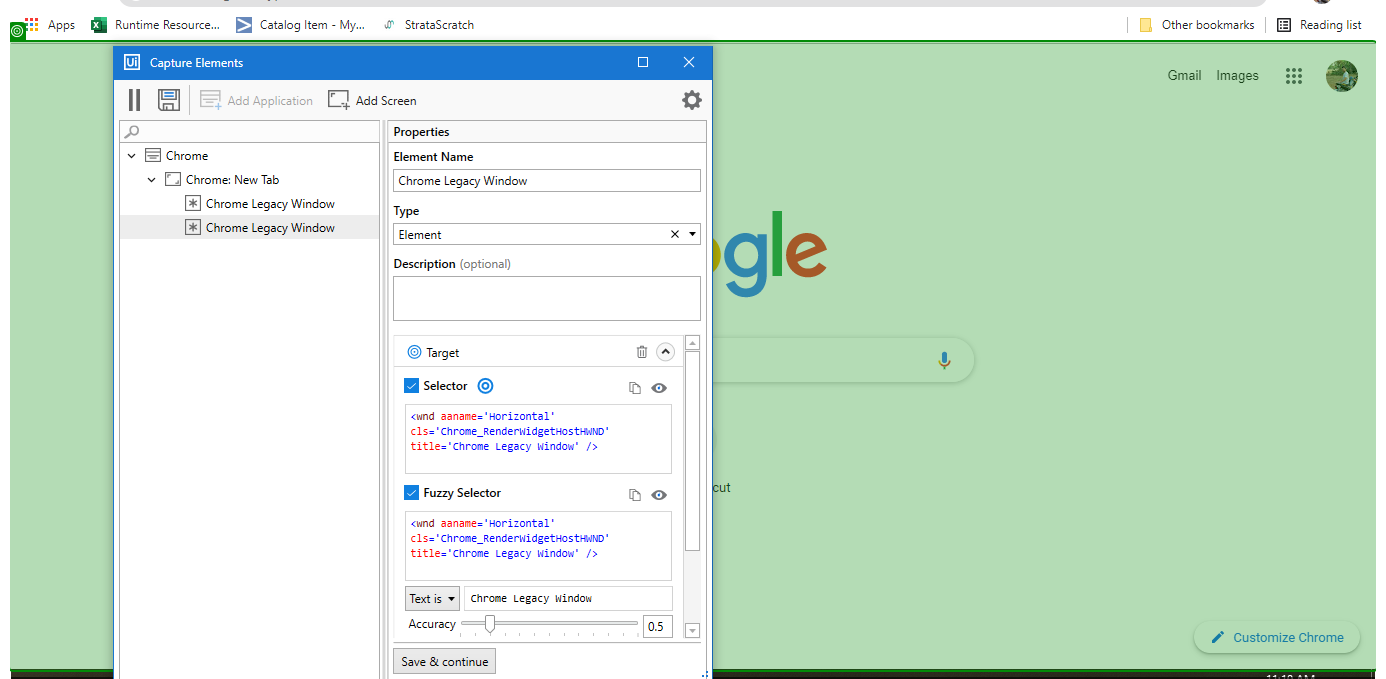 Apps Runtime Resource... Catalog Item - My... StrataScratch Other bookmarks Reading list
Ui Capture Elements
Gmail Images
Add Application Add Screen
Properties
Chrome
Chrome: New Tab
Chrome Legacy Window
Chrome Legacy Window
Element Name
Chrome Legacy Window
Type
Element
Description (optional)
Target
Selector
<wnd aaname='Horizontal'
cls='Chrome_RenderWidgetHostHWND'
title='Chrome Legacy Window' />
Fuzzy Selector
<wnd aaname='Horizontal'
cls='Chrome_RenderWidgetHostHWND'
title='Chrome Legacy Window' />
Text is Chrome Legacy Window
Accuracy 0.5
Save & continue
ogle
cut
Customize Chrome